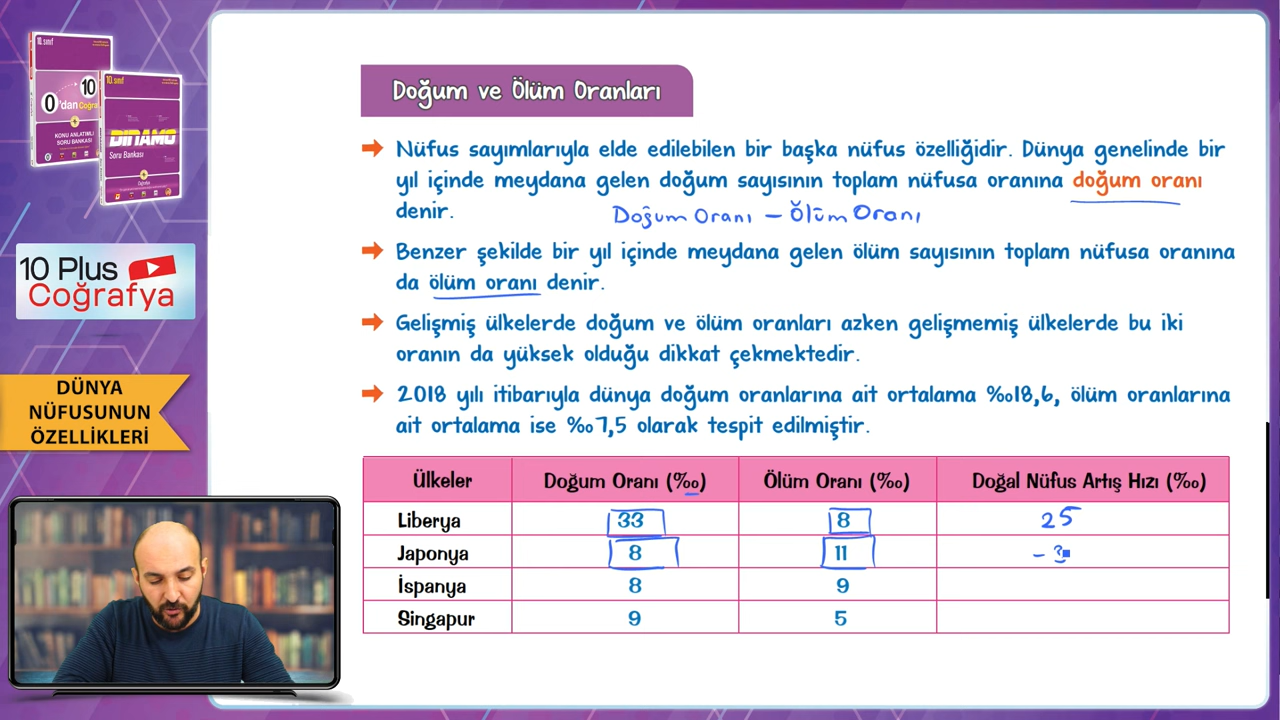 10. sınıf
10. sınıf
0'dan 10
Coğra
KONU ANLATIMLI
SORU BANKASI
DİNAMO
Soru Bankası
Coğrafya
10 Plus
Coğrafya
DÜNYA
NÜFUSUNUN
ÖZELLİKLERİ
Doğum ve Ölüm Oranları
Nüfus sayımlarıyla elde edilebilen bir başka nüfus özelliğidir. Dünya genelinde bir
yıl içinde meydana gelen doğum sayısının toplam nüfusa oranına doğum oranı
denir.
Doğum Oranı – Ölüm Oranı
Benzer şekilde bir yıl içinde meydana gelen ölüm sayısının toplam nüfusa oranına
da ölüm oranı denir.
Gelişmiş ülkelerde doğum ve ölüm oranları azken gelişmemiş ülkelerde bu iki
oranın da yüksek olduğu dikkat çekmektedir.
2018 yılı itibarıyla dünya doğum oranlarına ait ortalama ‰18,6, ölüm oranlarına
ait ortalama ise ‰7,5 olarak tespit edilmiştir.
Ülkeler Doğum Oranı (‰) Ölüm Oranı (‰) Doğal Nüfus Artış Hızı (‰)
Liberya 33 8 25
Japonya 8 11 -3
İspanya 8 9
Singapur 9 5